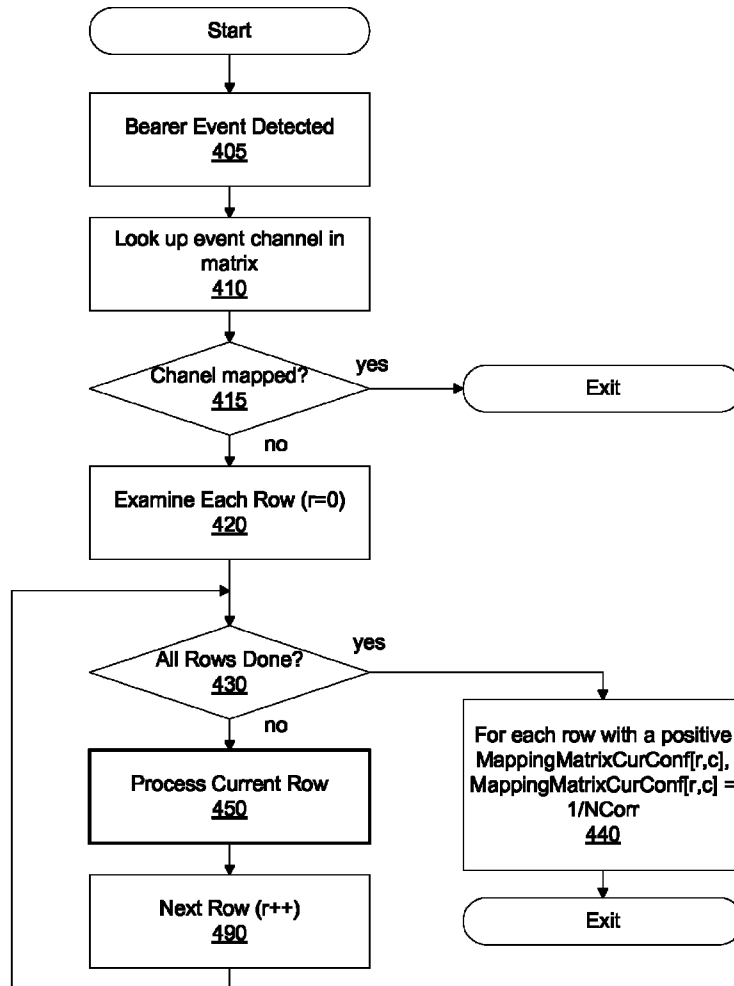 Start
Bearer Event Detected
405
Look up event channel in
matrix
410
Chanel mapped?
415
yes
Exit
no
Examine Each Row (r=0)
420
All Rows Done?
430
yes
no
For each row with a positive
MappingMatrixCurConf[r,c],
MappingMatrixCurConf[r,c] =
1/NCorr
440
Process Current Row
450
Next Row (r++)
490
Exit